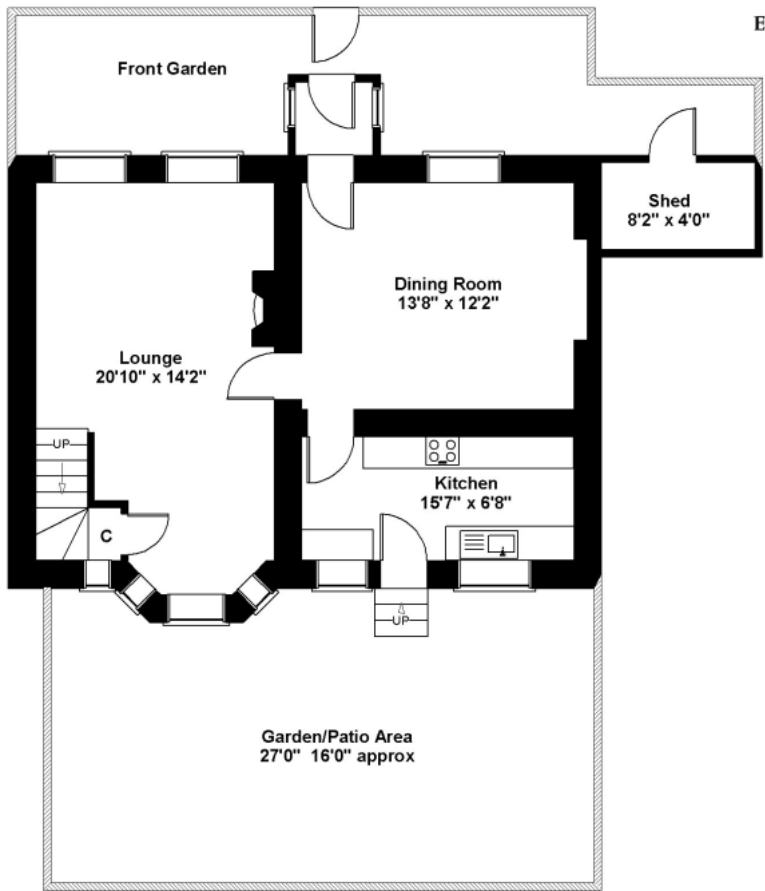 E
Front Garden
Shed
8'2" x 4'0"
Dining Room
13'8" x 12'2"
Lounge
20'10" x 14'2"
UP
Kitchen
15'7" x 6'8"
C
UP
Garden/Patio Area
27'0" 16'0" approx